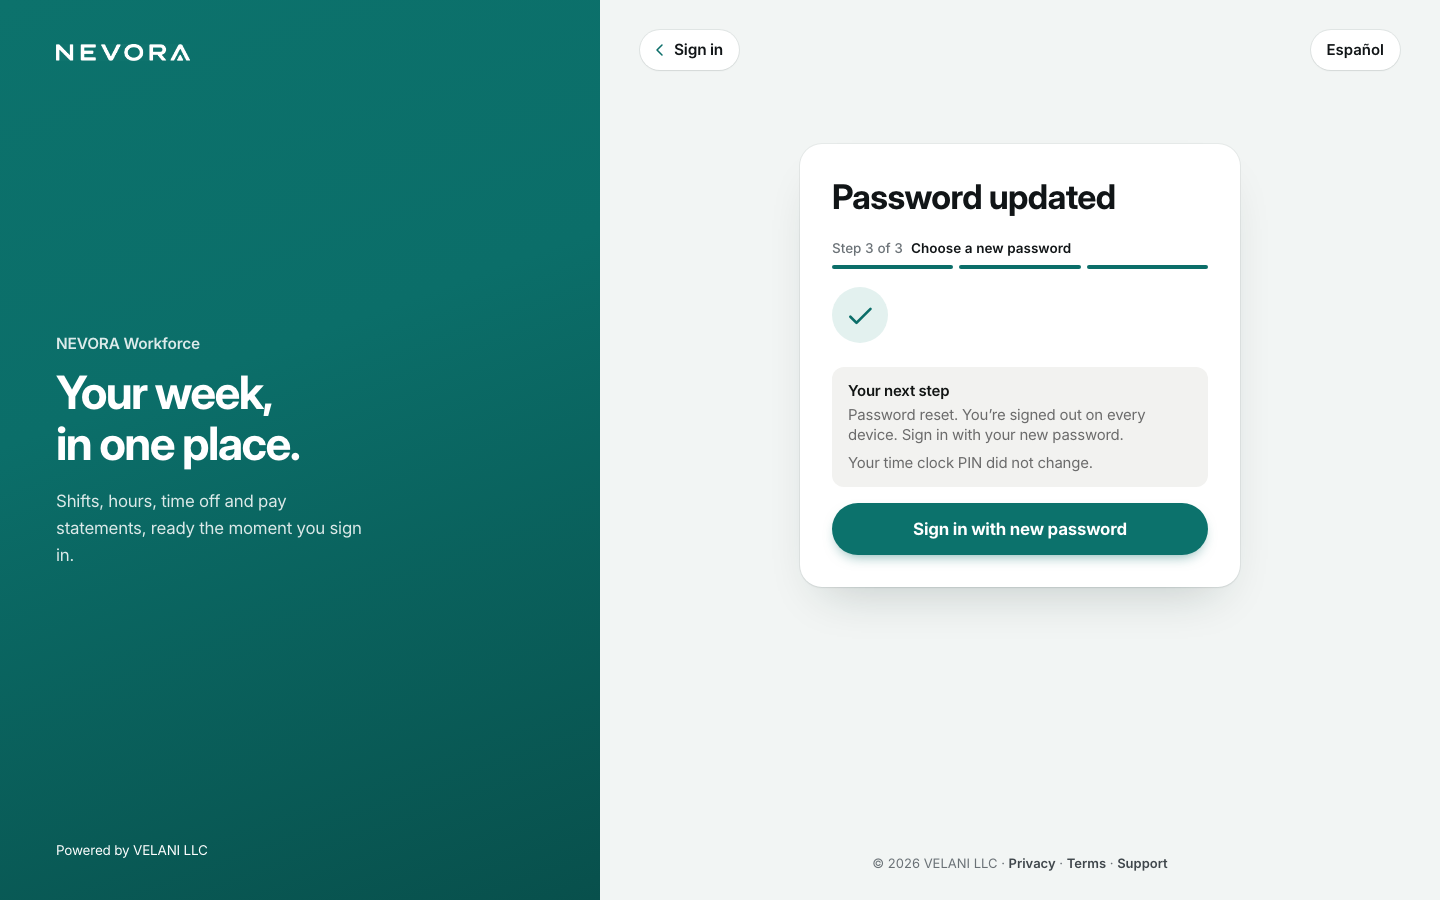 NEVORA
NEVORA Workforce
Your week,
in one place.
Shifts, hours, time off and pay
statements, ready the moment you sign
in.
Powered by VELANI LLC
Sign in
Español
Password updated
Step 3 of 3 Choose a new password
Your next step
Password reset. You’re signed out on every
device. Sign in with your new password.
Your time clock PIN did not change.
Sign in with new password
© 2026 VELANI LLC · Privacy · Terms · Support